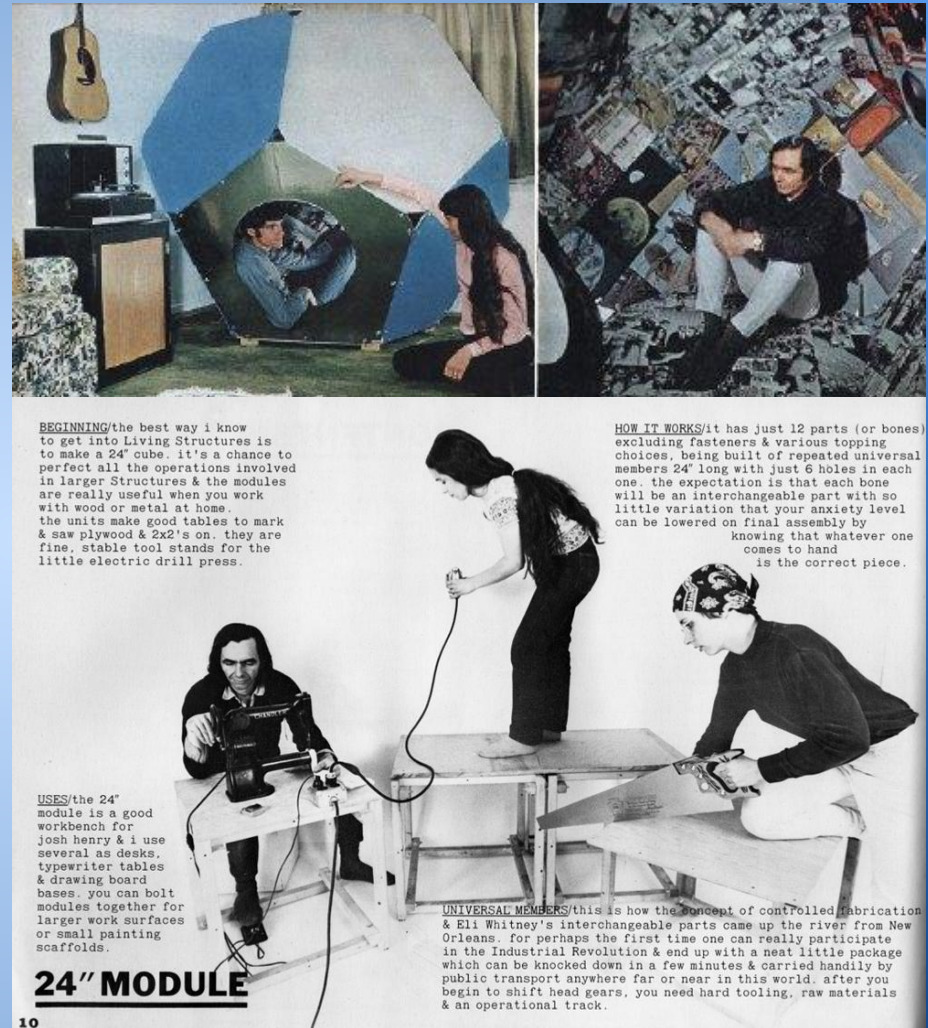 BEGINNING/the best way i know
to get into Living Structures is
to make a 24" cube. it's a chance to
perfect all the operations involved
in larger Structures & the modules
are really useful when you work
with wood or metal at home.
the units make good tables to mark
& saw plywood & 2x2's on. they are
fine, stable tool stands for the
little electric drill press.
HOW IT WORKS/it has just 12 parts (or bones)
excluding fasteners & various topping
choices, being built of repeated universal
members 24" long with just 6 holes in each
one. the expectation is that each bone
will be an interchangeable part with so
little variation that your anxiety level
can be lowered on final assembly by
knowing that whatever one
comes to hand
is the correct piece.
CHANDLER
USES/the 24"
module is a good
workbench for
josh henry & i use
several as desks,
typewriter tables
& drawing board
bases. you can bolt
modules together for
larger work surfaces
or small painting
scaffolds.
UNIVERSAL MEMBERS/this is how the concept of controlled fabrication
& Eli Whitney's interchangeable parts came up the river from New
Orleans. for perhaps the first time one can really participate
in the Industrial Revolution & end up with a neat little package
which can be knocked down in a few minutes & carried handily by
public transport anywhere far or near in this world. after you
begin to shift head gears, you need hard tooling, raw materials
& an operational track.
24" MODULE
10